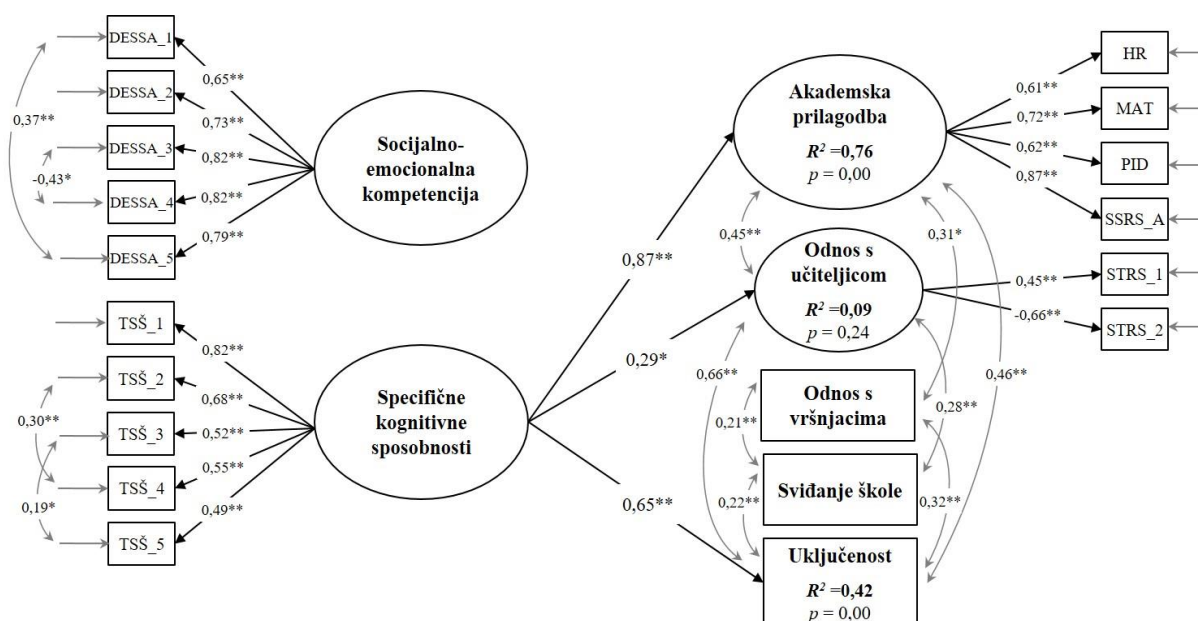 DESSA_1
DESSA_2
DESSA_3
DESSA_4
DESSA_5
0,65**
0,73**
0,82**
0,82**
0,79**
0,37**
-0,43*
Socijalno-
emocionalna
kompetencija
TSŠ_1
TSŠ_2
TSŠ_3
TSŠ_4
TSŠ_5
0,82**
0,68**
0,52**
0,55**
0,49**
0,30**
0,19*
Specifične
kognitivne
sposobnosti
0,87**
0,29*
0,65**
Akademska
prilagodba
R² =0,76
p = 0,00
Odnos s
učiteljicom
R² =0,09
p = 0,24
Odnos s
vršnjacima
Sviđanje škole
Uključenost
R² =0,42
p = 0,00
0,45**
0,31*
0,66**
0,21**
0,22**
0,28**
0,32**
0,46**
0,61**
0,72**
0,62**
0,87**
0,45**
-0,66**
HR
MAT
PID
SSRS_A
STRS_1
STRS_2